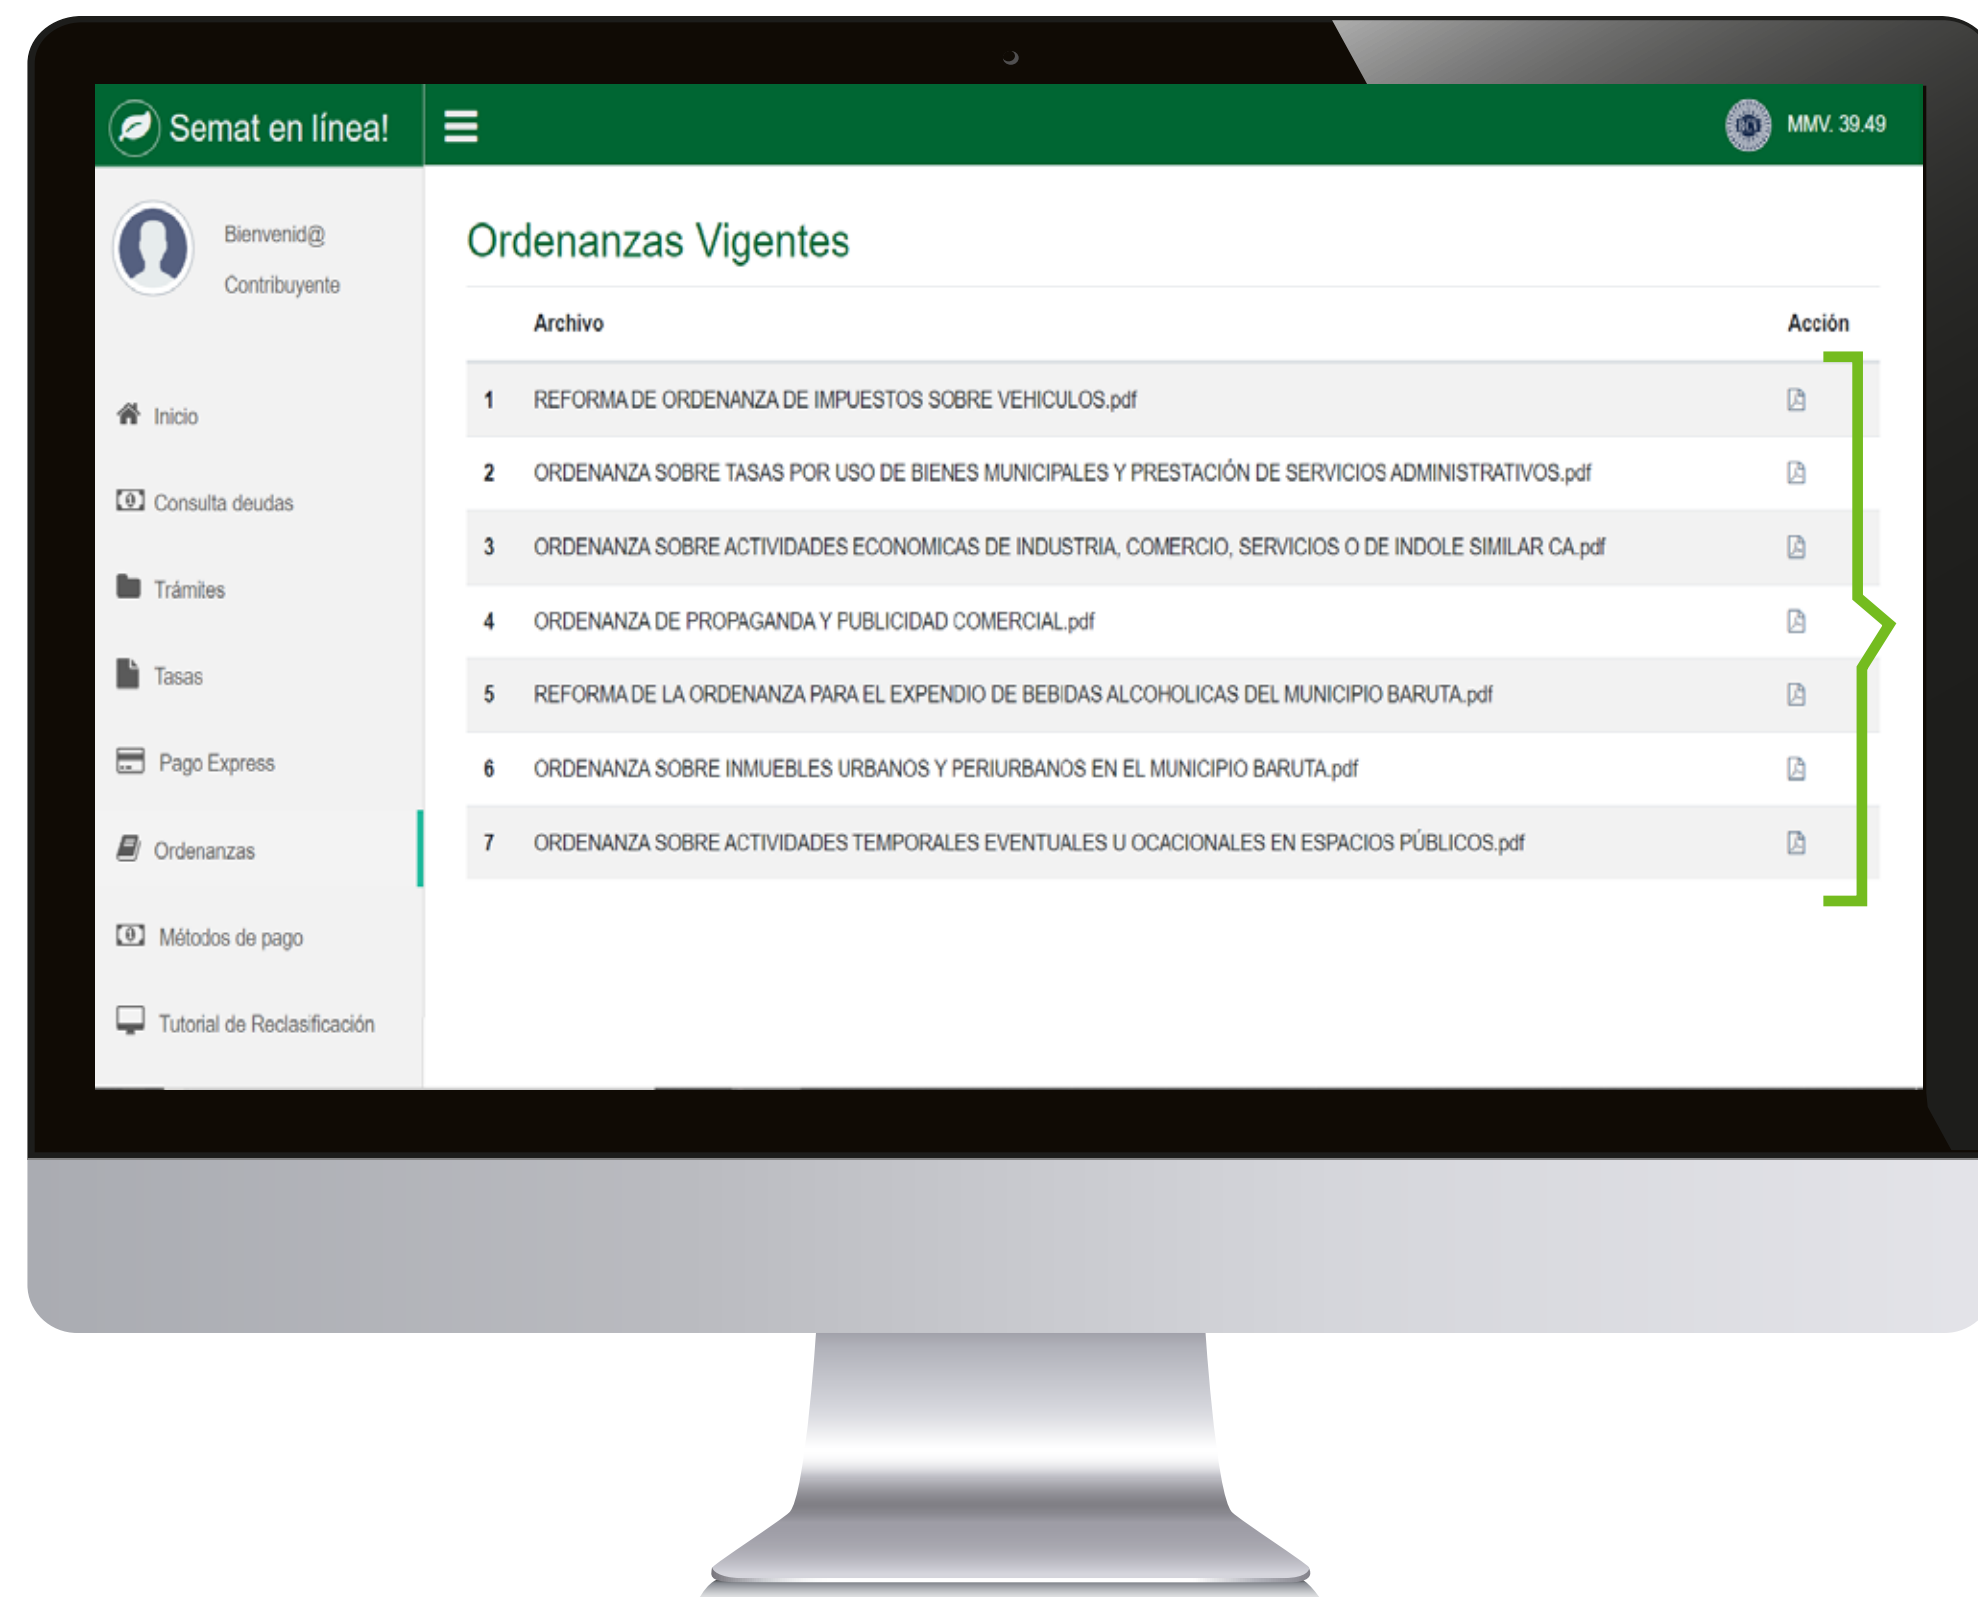 Semat en línea!
MMV. 39.49
Bienvenid@
Contribuyente
Inicio
Consulta deudas
Trámites
Tasas
Pago Express
Ordenanzas
Métodos de pago
Tutorial de Reclasificación
Ordenanzas Vigentes
Archivo Acción
1 REFORMA DE ORDENANZA DE IMPUESTOS SOBRE VEHICULOS.pdf
2 ORDENANZA SOBRE TASAS POR USO DE BIENES MUNICIPALES Y PRESTACIÓN DE SERVICIOS ADMINISTRATIVOS.pdf
3 ORDENANZA SOBRE ACTIVIDADES ECONOMICAS DE INDUSTRIA, COMERCIO, SERVICIOS O DE INDOLE SIMILAR CA.pdf
4 ORDENANZA DE PROPAGANDA Y PUBLICIDAD COMERCIAL.pdf
5 REFORMA DE LA ORDENANZA PARA EL EXPENDIO DE BEBIDAS ALCOHOLICAS DEL MUNICIPIO BARUTA.pdf
6 ORDENANZA SOBRE INMUEBLES URBANOS Y PERIURBANOS EN EL MUNICIPIO BARUTA.pdf
7 ORDENANZA SOBRE ACTIVIDADES TEMPORALES EVENTUALES U OCACIONALES EN ESPACIOS PÚBLICOS.pdf